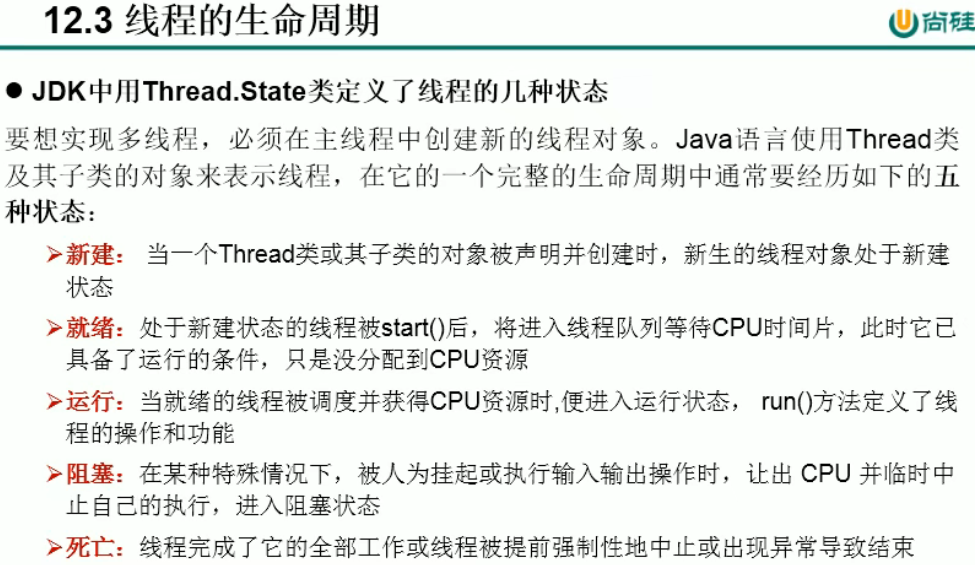 12.3 线程的生命周期
尚硅
● JDK中用Thread.State类定义了线程的几种状态
要想实现多线程，必须在主线程中创建新的线程对象。Java语言使用Thread类
及其子类的对象来表示线程，在它的一个完整的生命周期中通常要经历如下的五
种状态：
➢新建： 当一个Thread类或其子类的对象被声明并创建时，新生的线程对象处于新建
状态
➢就绪：处于新建状态的线程被start()后，将进入线程队列等待CPU时间片，此时它已
具备了运行的条件，只是没分配到CPU资源
➢运行：当就绪的线程被调度并获得CPU资源时,便进入运行状态， run()方法定义了线
程的操作和功能
➢阻塞：在某种特殊情况下，被人为挂起或执行输入输出操作时，让出 CPU 并临时中
止自己的执行，进入阻塞状态
➢死亡：线程完成了它的全部工作或线程被提前强制性地中止或出现异常导致结束